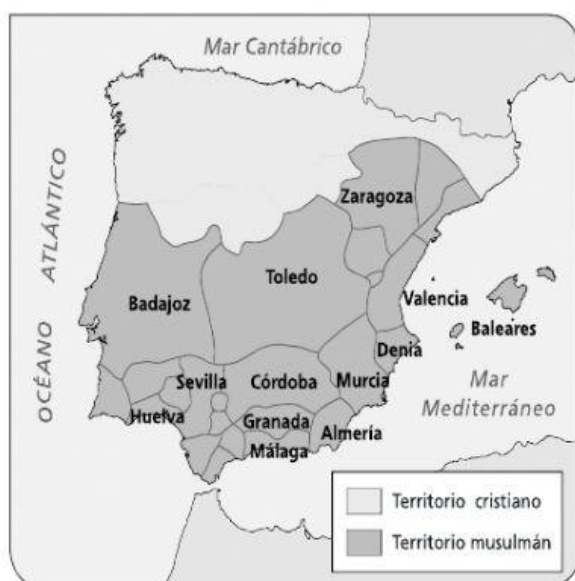 Mar Cantábrico
OCÉANO ATLÁNTICO
Zaragoza
Toledo
Badajoz
Valencia
Baleares
Denia
Sevilla
Córdoba
Murcia
Mar
Mediterráneo
Huelva
Granada
Almería
Málaga
Territorio cristiano
Territorio musulmán